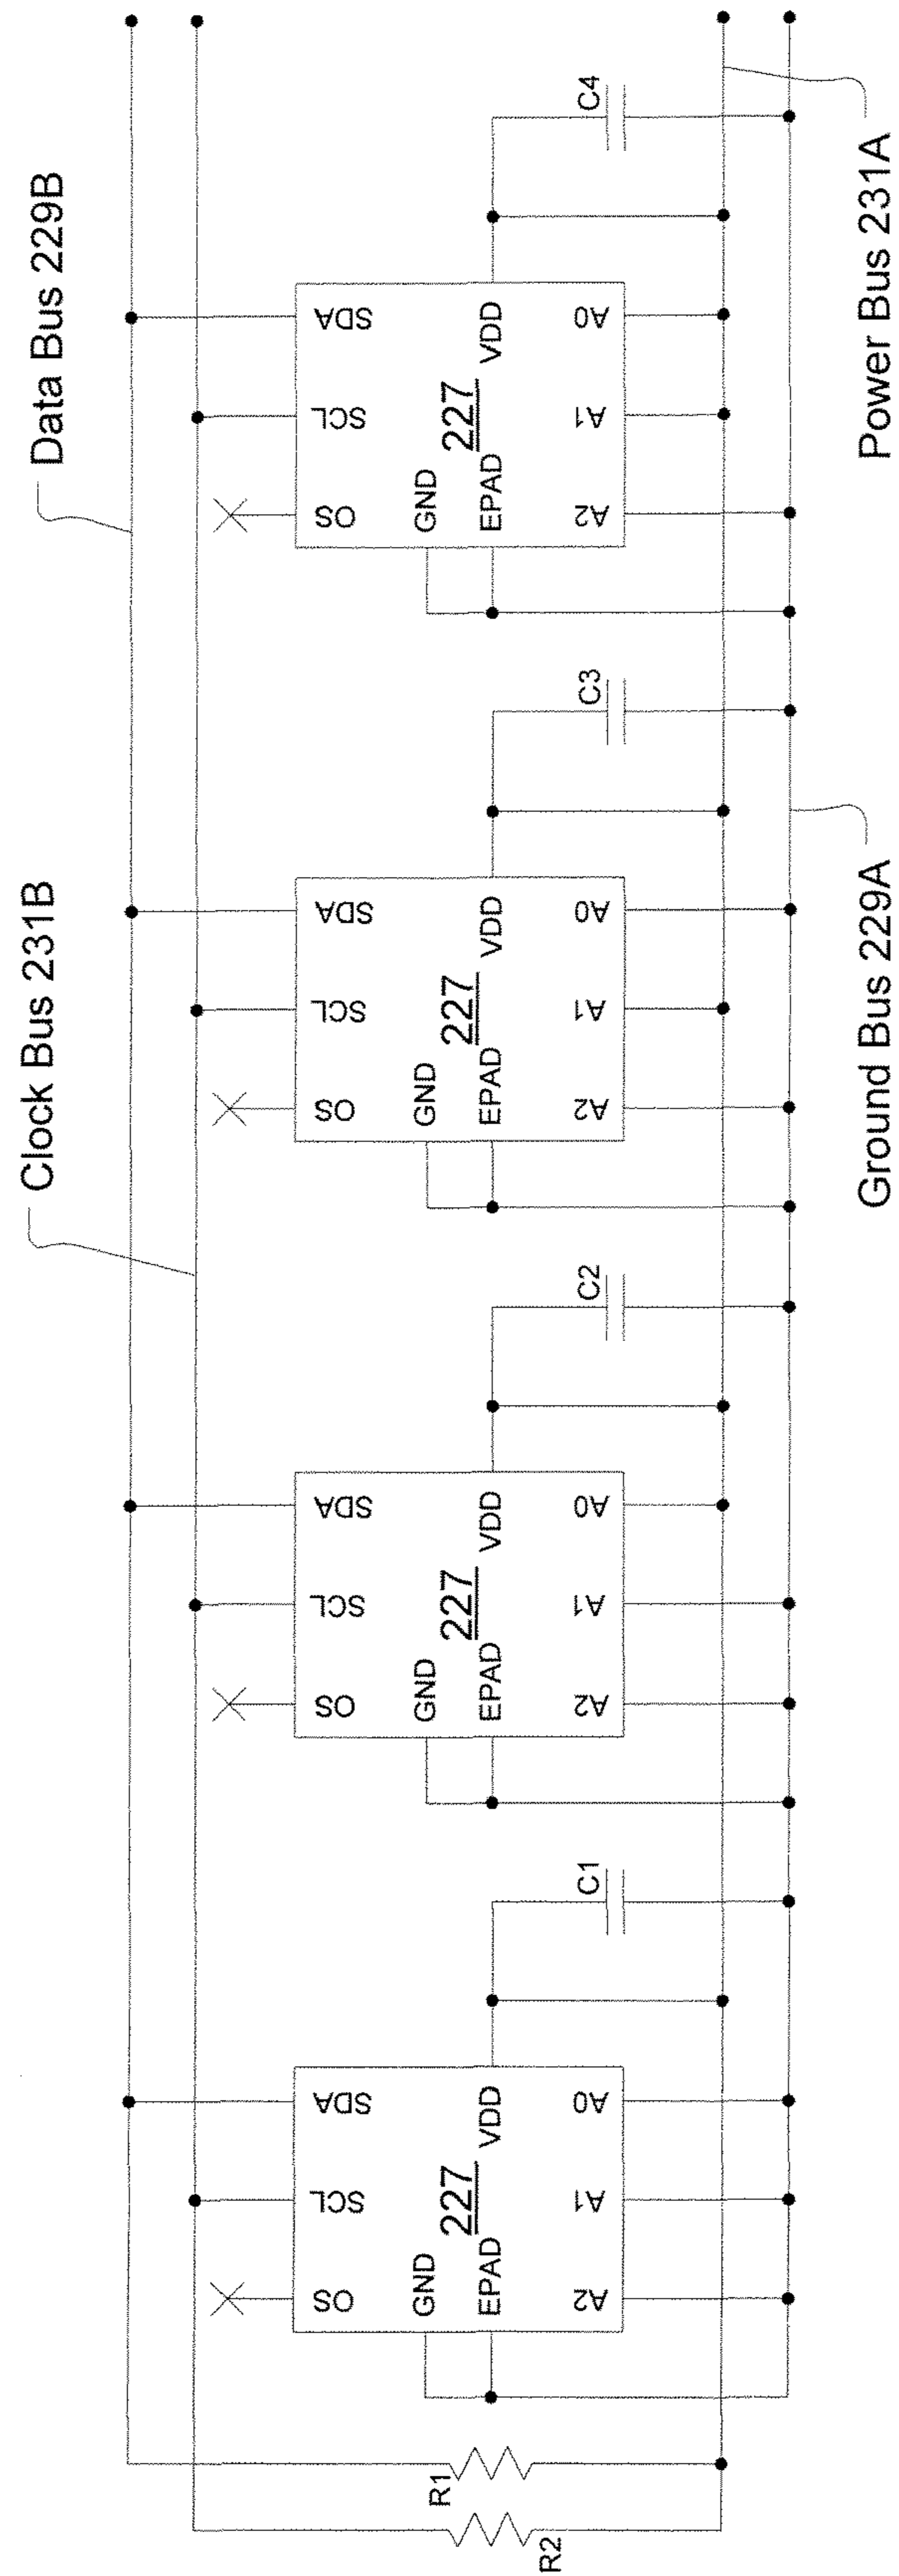 Clock Bus 231B
Data Bus 229B
R1
R2
OS
SCL
SDA
GND
227
VDD
EPAD
A2
A1
A0
C1
OS
SCL
SDA
GND
227
VDD
EPAD
A2
A1
A0
C2
OS
SCL
SDA
GND
227
VDD
EPAD
A2
A1
A0
C3
OS
SCL
SDA
GND
227
VDD
EPAD
A2
A1
A0
C4
Ground Bus 229A
Power Bus 231A